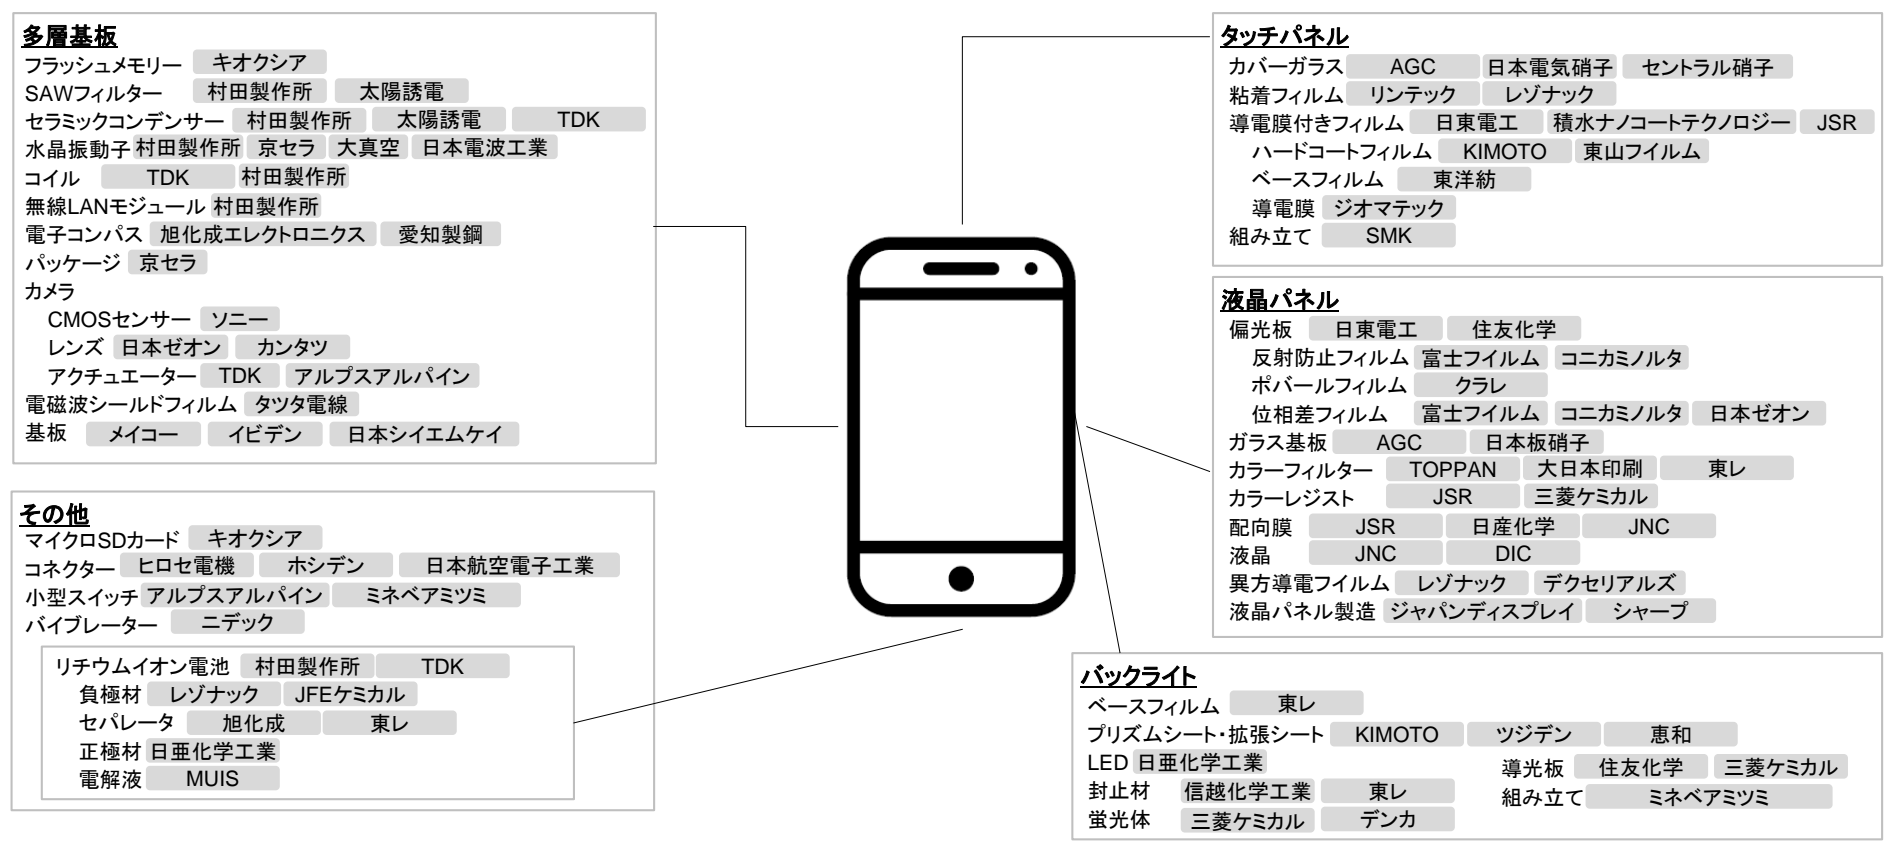 多層基板
フラッシュメモリー キオクシア
SAWフィルター 村田製作所 太陽誘電
セラミックコンデンサー 村田製作所 太陽誘電 TDK
水晶振動子 村田製作所 京セラ 大真空 日本電波工業
コイル TDK 村田製作所
無線LANモジュール 村田製作所
電子コンパス 旭化成エレクトロニクス 愛知製鋼
パッケージ 京セラ
カメラ
CMOSセンサー ソニー
レンズ 日本ゼオン カンタツ
アクチュエーター TDK アルプスアルパイン
電磁波シールドフィルム タツタ電線
基板 メイコー イビデン 日本シイエムケイ
その他
マイクロSDカード キオクシア
コネクター ヒロセ電機 ホシデン 日本航空電子工業
小型スイッチ アルプスアルパイン ミネベアミツミ
バイブレーター ニデック
リチウムイオン電池 村田製作所 TDK
負極材 レゾナック JFEケミカル
セパレータ 旭化成 東レ
正極材 日亜化学工業
電解液 MUIS
タッチパネル
カバーガラス AGC 日本電気硝子 セントラル硝子
粘着フィルム リンテック レゾナック
導電膜付きフィルム 日東電工 積水ナノコートテクノロジー JSR
ハードコートフィルム KIMOTO 東山フイルム
ベースフィルム 東洋紡
導電膜 ジオマテック
組み立て SMK
液晶パネル
偏光板 日東電工 住友化学
反射防止フィルム 富士フイルム コニカミノルタ
ポバールフィルム クラレ
位相差フィルム 富士フイルム コニカミノルタ 日本ゼオン
ガラス基板 AGC 日本板硝子
カラーフィルター TOPPAN 大日本印刷 東レ
カラーレジスト JSR 三菱ケミカル
配向膜 JSR 日産化学 JNC
液晶 JNC DIC
異方導電フイルム レゾナック デクセリアルズ
液晶パネル製造 ジャパンディスプレイ シャープ
バックライト
ベースフィルム 東レ
プリズムシート・拡張シート KIMOTO ツジデン 恵和
LED 日亜化学工業
封止材 信越化学工業 東レ
蛍光体 三菱ケミカル デンカ
導光板 住友化学 三菱ケミカル
組み立て ミネベアミツミ